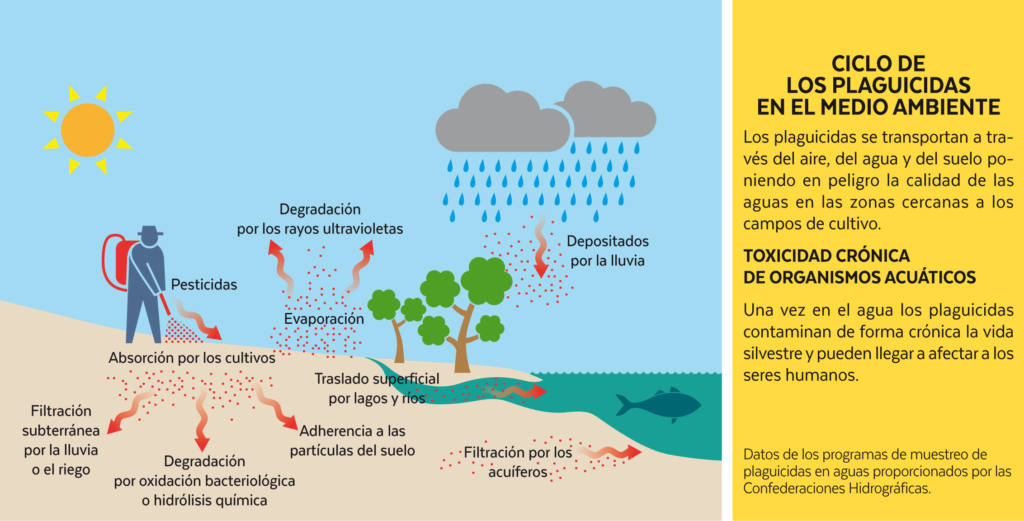 Degradación
por los rayos ultravioletas
Depositados
por la lluvia
Pesticidas
Evaporación
Absorción por los cultivos
Traslado superficial
por lagos y ríos
Filtración
subterránea
por la lluvia
o el riego
Adherencia a las
partículas del suelo
Degradación
por oxidación bacteriológica
o hidrólisis química
Filtración por los
acuíferos
CICLO DE
LOS PLAGUICIDAS
EN EL MEDIO AMBIENTE
Los plaguicidas se transportan a tra-
vés del aire, del agua y del suelo po-
niendo en peligro la calidad de las
aguas en las zonas cercanas a los
campos de cultivo.
TOXICIDAD CRÓNICA
DE ORGANISMOS ACUÁTICOS
Una vez en el agua los plaguicidas
contaminan de forma crónica la vida
silvestre y pueden llegar a afectar a los
seres humanos.
Datos de los programas de muestreo de
plaguicidas en aguas proporcionados por las
Confederaciones Hidrográficas.